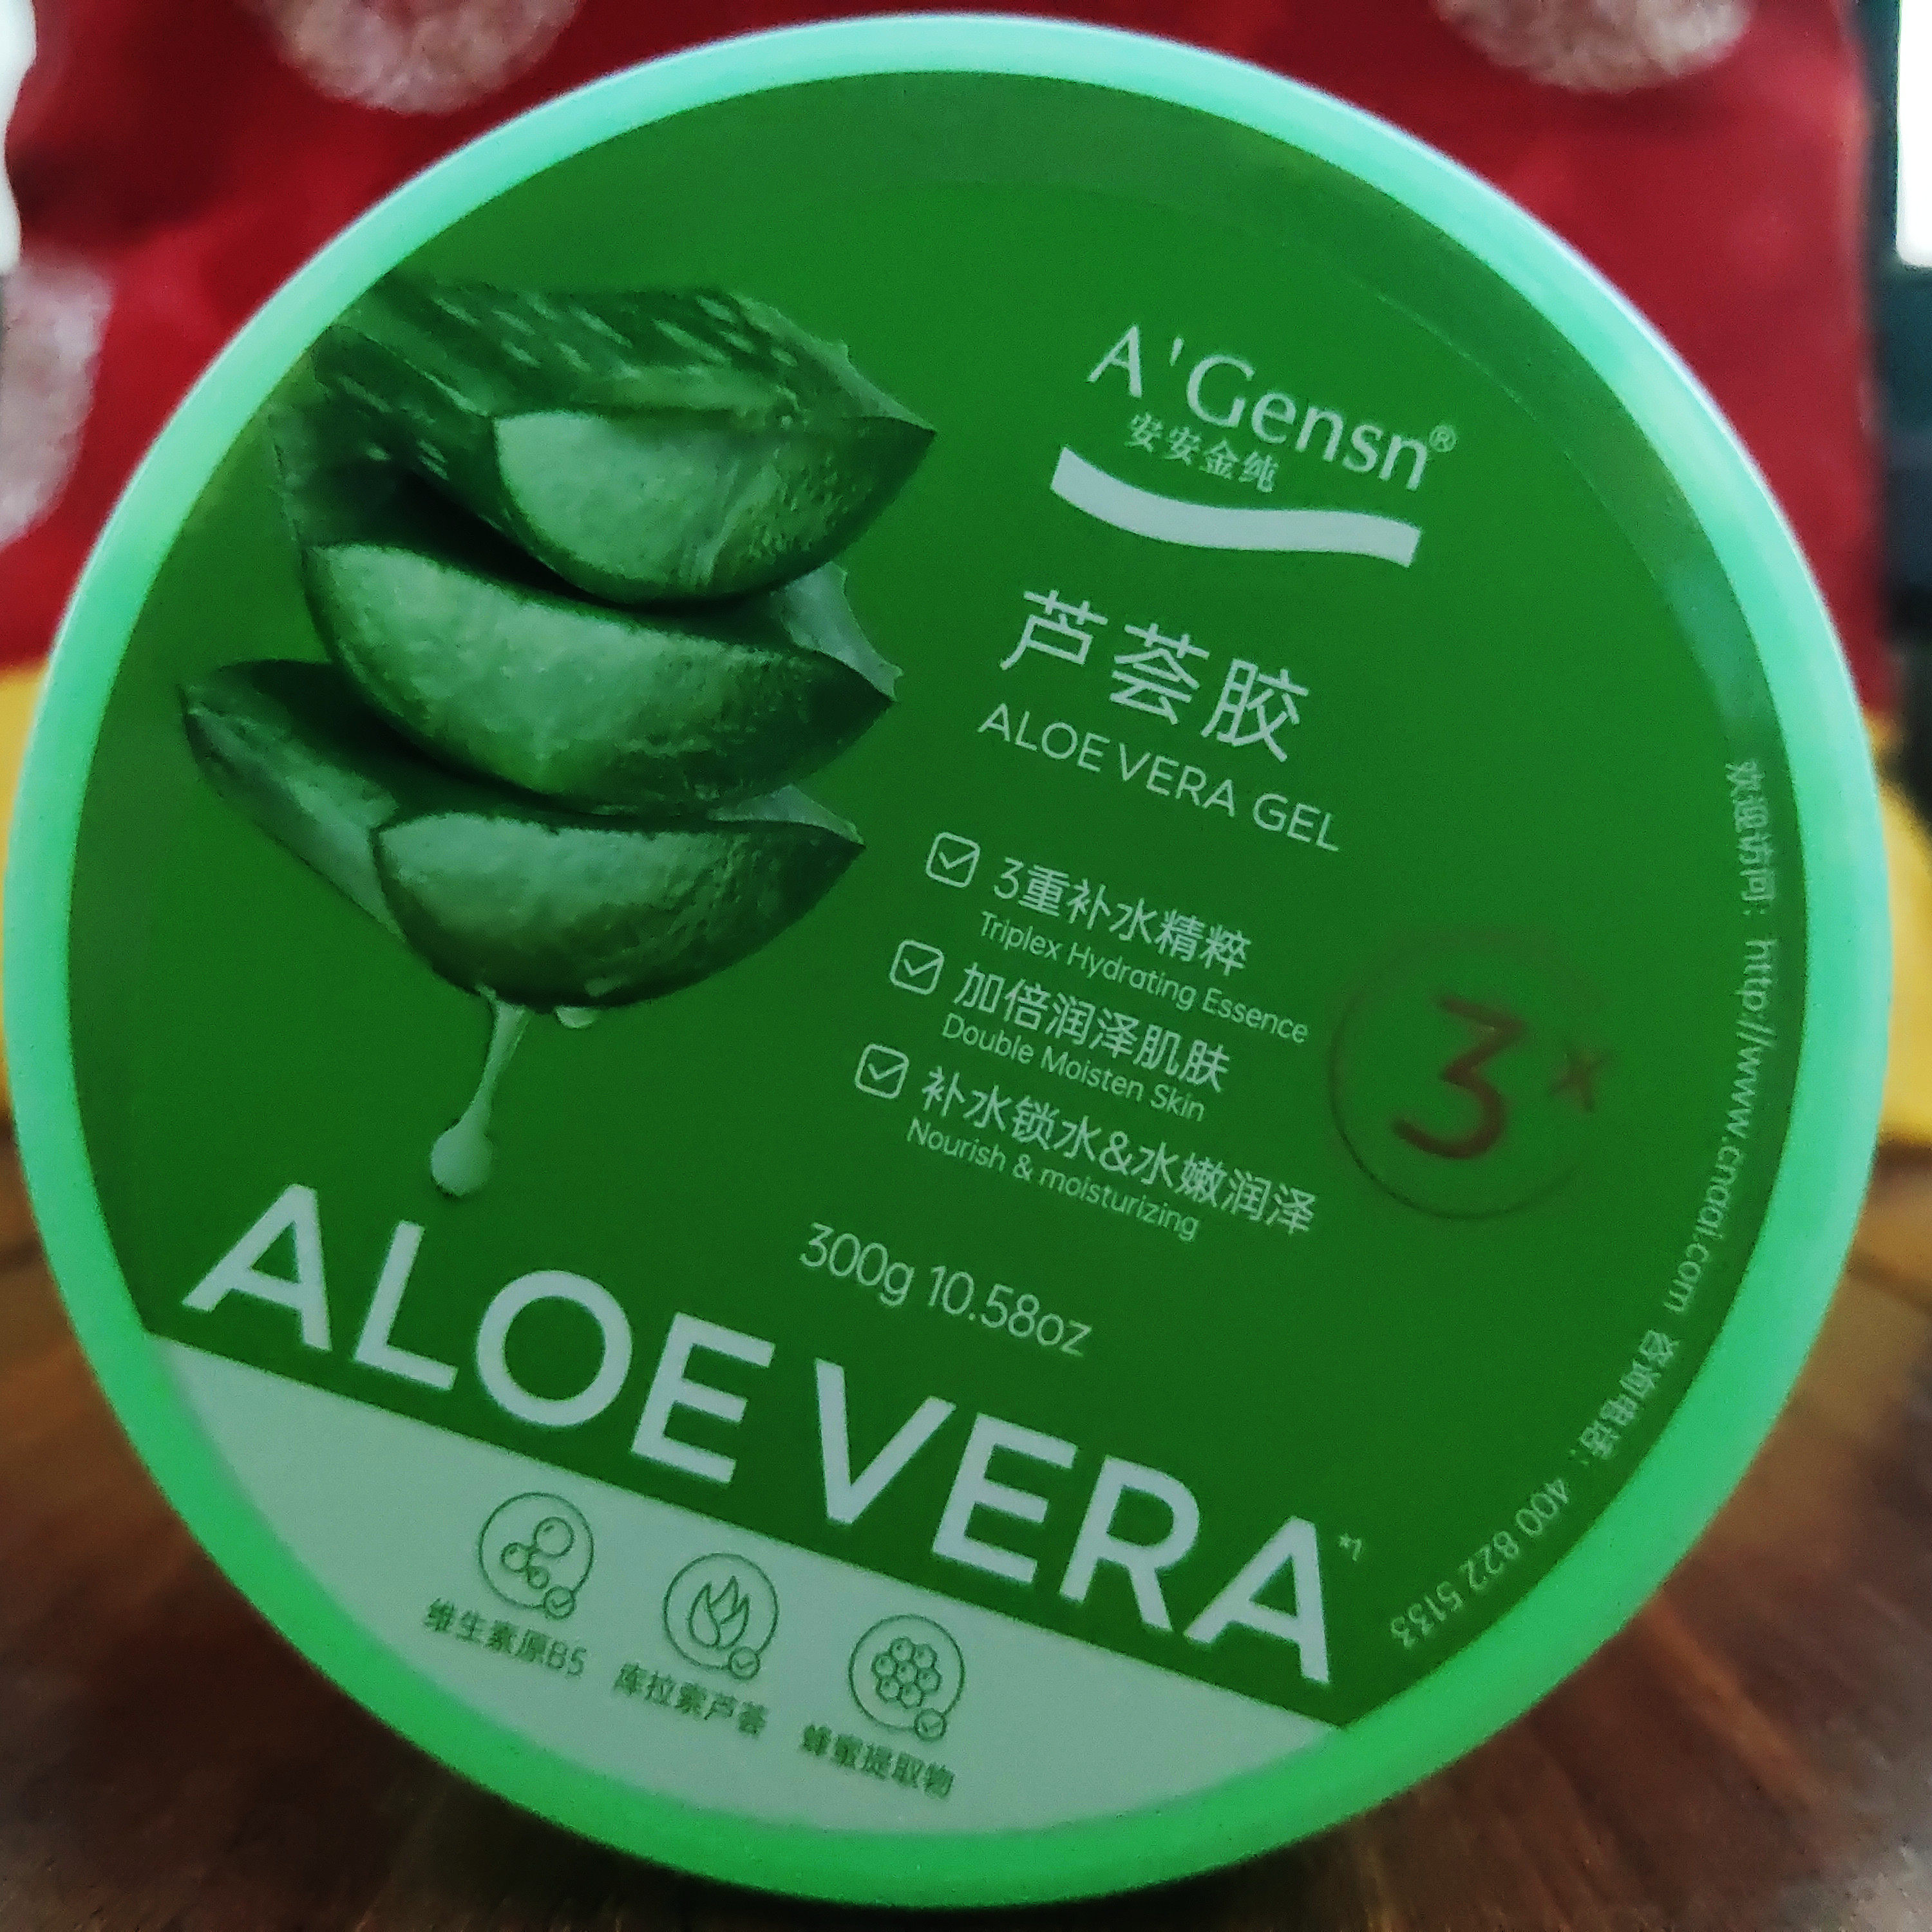 A'Gensn®
安安金纯
芦荟胶
ALOE VERA GEL
3重补水精粹
Triplex Hydrating Essence
加倍润泽肌肤
Double Moisten Skin
补水锁水&水嫩润泽
Nourish & moisturizing
3x
300g 10.58oz
ALOE VERA*1
维生素原B5
库拉索芦荟
蜂蜜提取物
欢迎访问：http://www.cnaai.com 咨询电话：400 822 5133